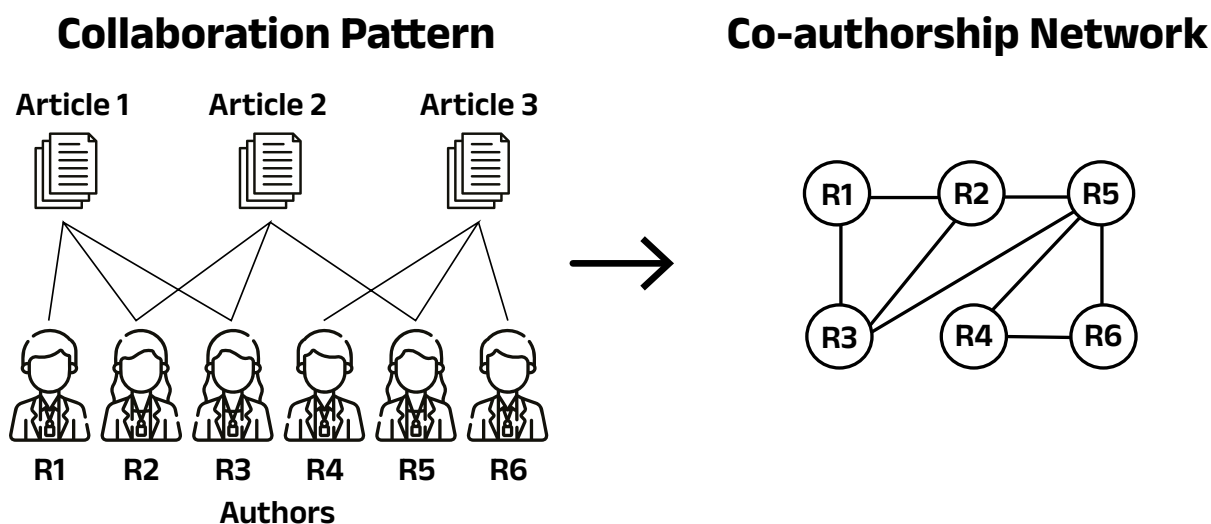 Collaboration Pattern
Co-authorship Network
Article 1
Article 2
Article 3
R1
R2
R3
R4
R5
R6
Authors
R1
R2
R5
R3
R4
R6